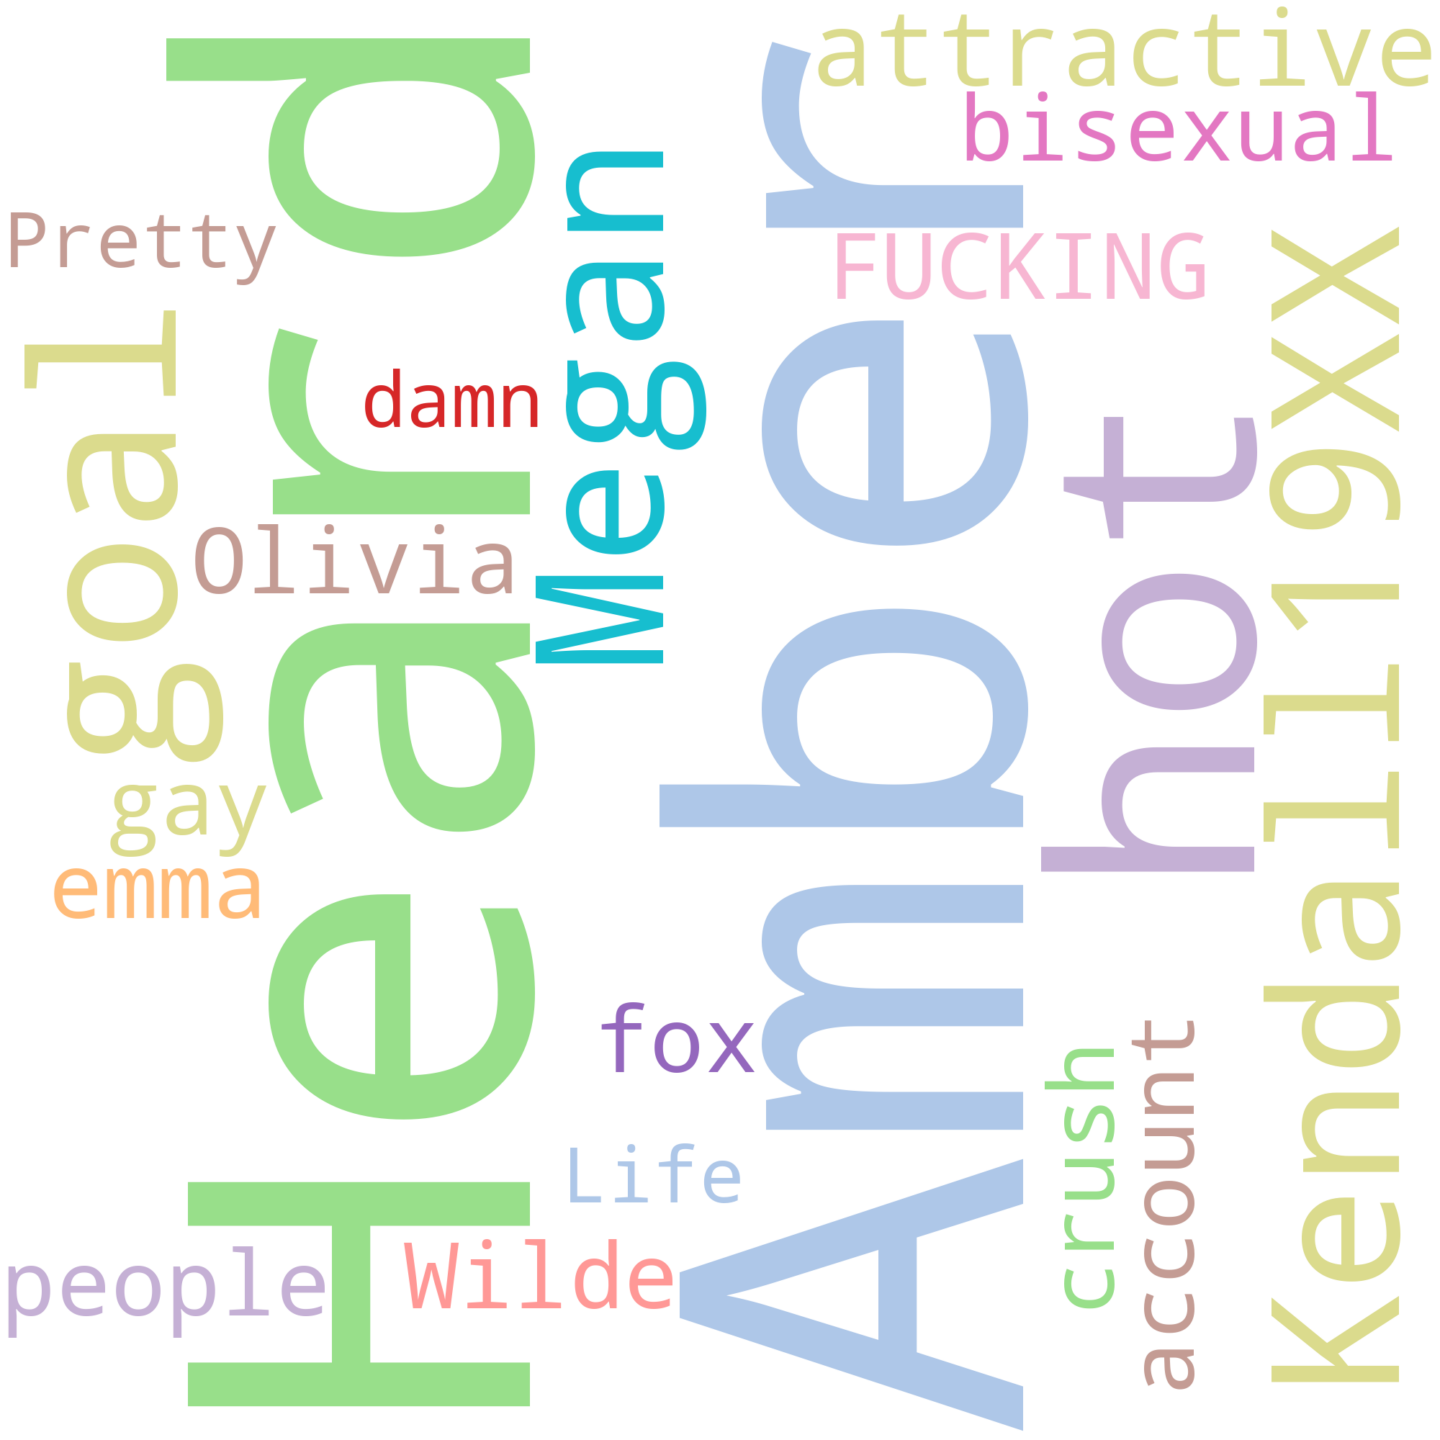 attractive
bisexual
Pretty
FUCKING
damn
Olivia
gay
emma
fox
Life
people
Wilde
goal
Heard
Megan
Amber
hot
crush
account
Kendall19XX